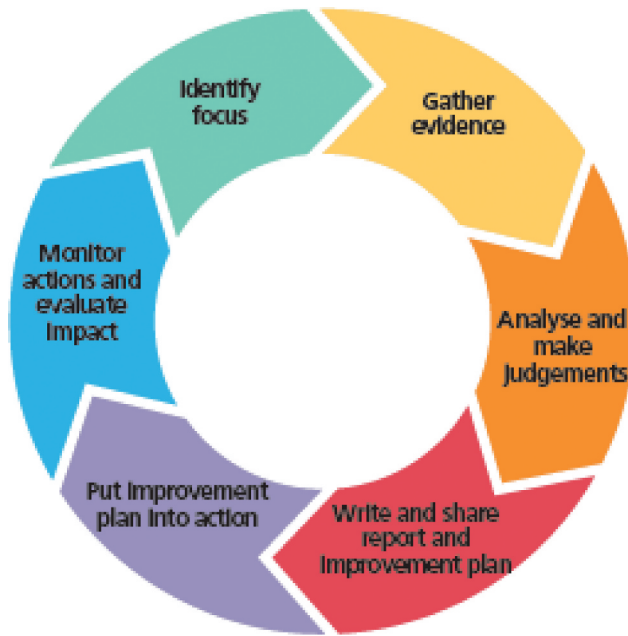 Identify
focus
Gather
evidence
Analyse and
make
judgements
Write and share
report and
improvement plan
Put improvement
plan into action
Monitor
actions and
evaluate
impact